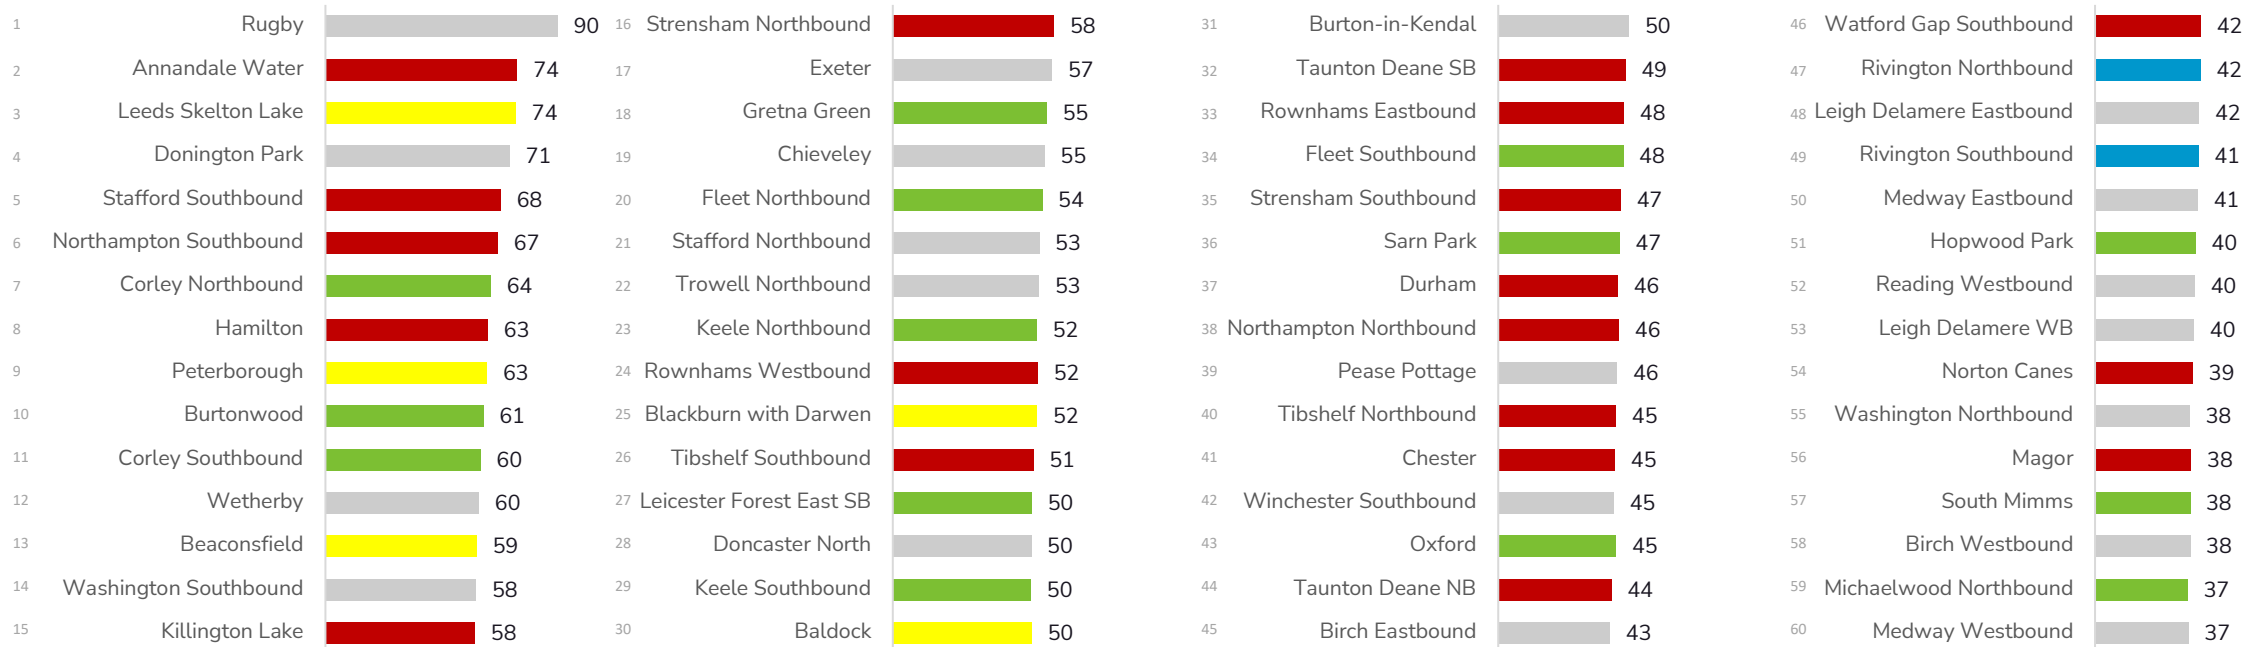 1 Rugby 90
2 Annandale Water 74
3 Leeds Skelton Lake 74
4 Donington Park 71
5 Stafford Southbound 68
6 Northampton Southbound 67
7 Corley Northbound 64
8 Hamilton 63
9 Peterborough 63
10 Burtonwood 61
11 Corley Southbound 60
12 Wetherby 60
13 Beaconsfield 59
14 Washington Southbound 58
15 Killington Lake 58
16 Strensham Northbound 58
17 Exeter 57
18 Gretna Green 55
19 Chieveley 55
20 Fleet Northbound 54
21 Stafford Northbound 53
22 Trowell Northbound 53
23 Keele Northbound 52
24 Rownhams Westbound 52
25 Blackburn with Darwen 52
26 Tibshelf Southbound 51
27 Leicester Forest East SB 50
28 Doncaster North 50
29 Keele Southbound 50
30 Baldock 50
31 Burton-in-Kendal 50
32 Taunton Deane SB 49
33 Rownhams Eastbound 48
34 Fleet Southbound 48
35 Strensham Southbound 47
36 Sarn Park 47
37 Durham 46
38 Northampton Northbound 46
39 Pease Pottage 46
40 Tibshelf Northbound 45
41 Chester 45
42 Winchester Southbound 45
43 Oxford 45
44 Taunton Deane NB 44
45 Birch Eastbound 43
46 Watford Gap Southbound 42
47 Rivington Northbound 42
48 Leigh Delamere Eastbound 42
49 Rivington Southbound 41
50 Medway Eastbound 41
51 Hopwood Park 40
52 Reading Westbound 40
53 Leigh Delamere WB 40
54 Norton Canes 39
55 Washington Northbound 38
56 Magor 38
57 South Mimms 38
58 Birch Westbound 38
59 Michaelwood Northbound 37
60 Medway Westbound 37